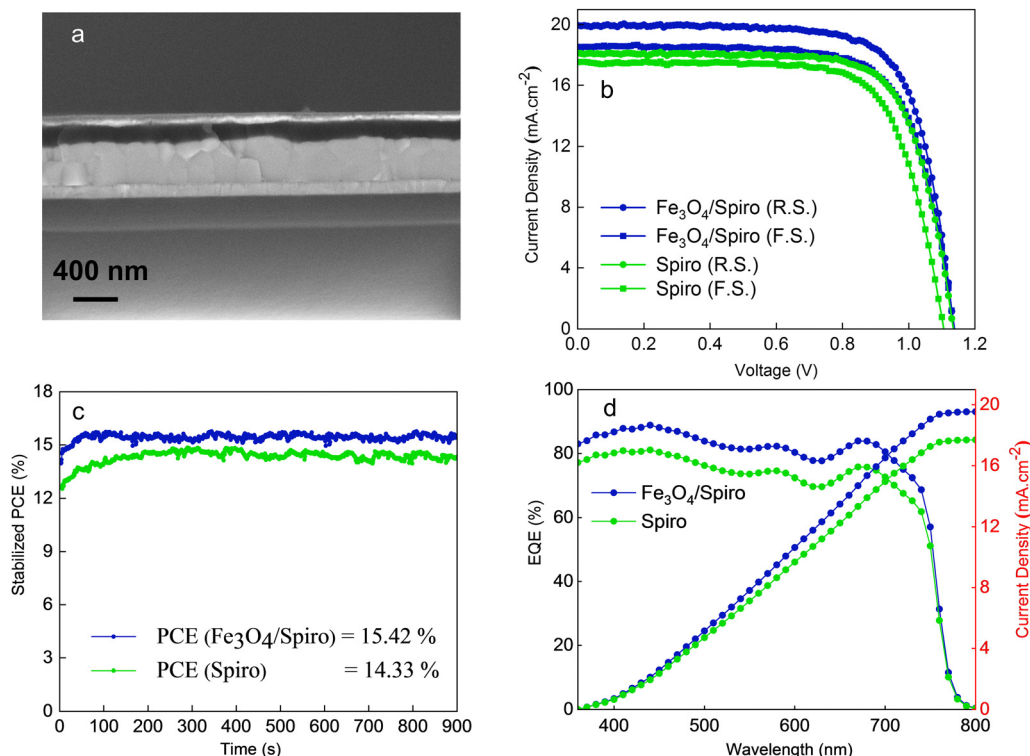 a
400 nm
b
20
16
12
8
4
0
0.0 0.2 0.4 0.6 0.8 1.0 1.2
Current Density (mA.cm⁻²)
Voltage (V)
Fe₃O₄/Spiro (R.S.)
Fe₃O₄/Spiro (F.S.)
Spiro (R.S.)
Spiro (F.S.)
c
18
15
12
9
6
3
0
0 100 200 300 400 500 600 700 800 900
Stabilized PCE (%)
Time (s)
PCE (Fe₃O₄/Spiro) = 15.42 %
PCE (Spiro) = 14.33 %
d
100
80
60
40
20
0
400 500 600 700 800
EQE (%)
Wavelength (nm)
Fe₃O₄/Spiro
Spiro
20
16
12
8
4
0
Current Density (mA.cm⁻²)